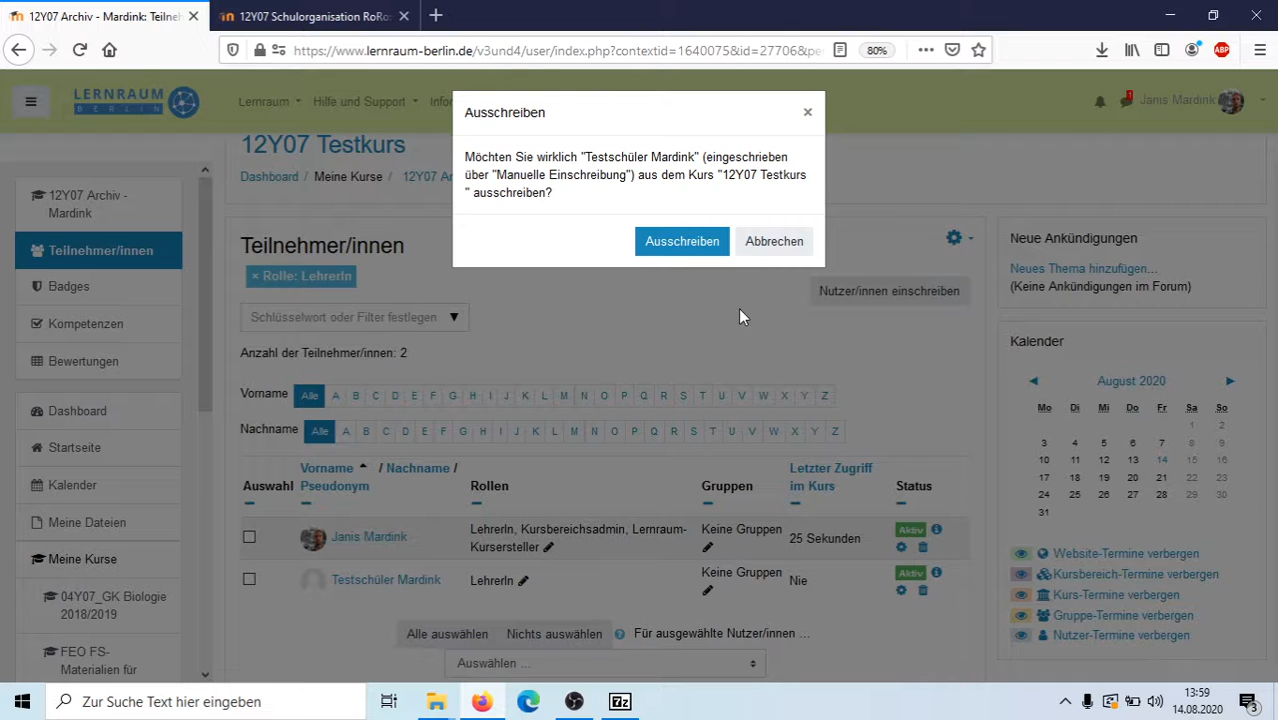 12Y07 Archiv - Mardink: Teilneh
12Y07 Schulorganisation RoRo
https://www.lernraum-berlin.de/v3und4/user/index.php?contextid=1640075&id=27706&pe
80%
ABP
LERNRAUM
BERLIN
Lernraum
Hilfe und Support
Infor
1
Janis Mardink
Ausschreiben
×
Möchten Sie wirklich "Testschüler Mardink" (eingeschrieben
über "Manuelle Einschreibung") aus dem Kurs "12Y07 Testkurs
" ausschreiben?
Ausschreiben
Abbrechen
12Y07 Testkurs
Dashboard / Meine Kurse / 12Y07 Ar
12Y07 Archiv -
Mardink
Teilnehmer/innen
Badges
Kompetenzen
Bewertungen
Dashboard
Startseite
Kalender
Meine Dateien
Meine Kurse
04Y07_GK Biologie
2018/2019
FEO FS-
Materialien für
Teilnehmer/innen
× Rolle: LehrerIn
Nutzer/innen einschreiben
Schlüsselwort oder Filter festlegen ▼
Anzahl der Teilnehmer/innen: 2
Vorname Alle A B C D E F G H I J K L M N O P Q R S T U V W X Y Z
Nachname Alle A B C D E F G H I J K L M N O P Q R S T U V W X Y Z
Auswahl
Vorname / Nachname /
Pseudonym
Rollen
Gruppen
Letzter Zugriff
im Kurs
Status
Janis Mardink
LehrerIn, Kursbereichsadmin, Lernraum-
Kursersteller
Keine Gruppen
25 Sekunden
Aktiv
Testschüler Mardink
LehrerIn
Keine Gruppen
Nie
Aktiv
Alle auswählen
Nichts auswählen
Für ausgewählte Nutzer/innen ...
Auswählen ...
Neue Ankündigungen
Neues Thema hinzufügen...
(Keine Ankündigungen im Forum)
Kalender
◄ August 2020 ►
Mo Di Mi Do Fr Sa So
1 2
3 4 5 6 7 8 9
10 11 12 13 14 15 16
17 18 19 20 21 22 23
24 25 26 27 28 29 30
31
Website-Termine verbergen
Kursbereich-Termine verbergen
Kurs-Termine verbergen
Gruppe-Termine verbergen
Nutzer-Termine verbergen
Zur Suche Text hier eingeben
7z
13:59
14.08.2020
3